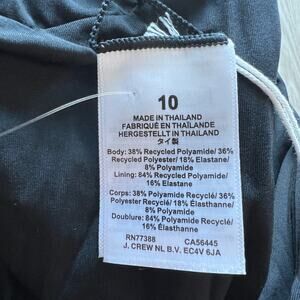 10
MADE IN THAILAND
FABRIQUÉ EN THAÏLANDE
HERGESTELLT IN THAILAND
タイ製
Body: 38% Recycled Polyamide/ 36%
Recycled Polyester/ 18% Elastane/
8% Polyamide
Lining: 84% Recycled Polyamide/
16% Elastane
Corps: 38% Polyamide Recyclé/ 36%
Polyester Recyclé/ 18% Élasthanne/
8% Polyamide
Doublure: 84% Polyamide Recyclé/
16% Élasthanne
RN77388 CA56445
J. CREW NL B.V. EC4V 6JA